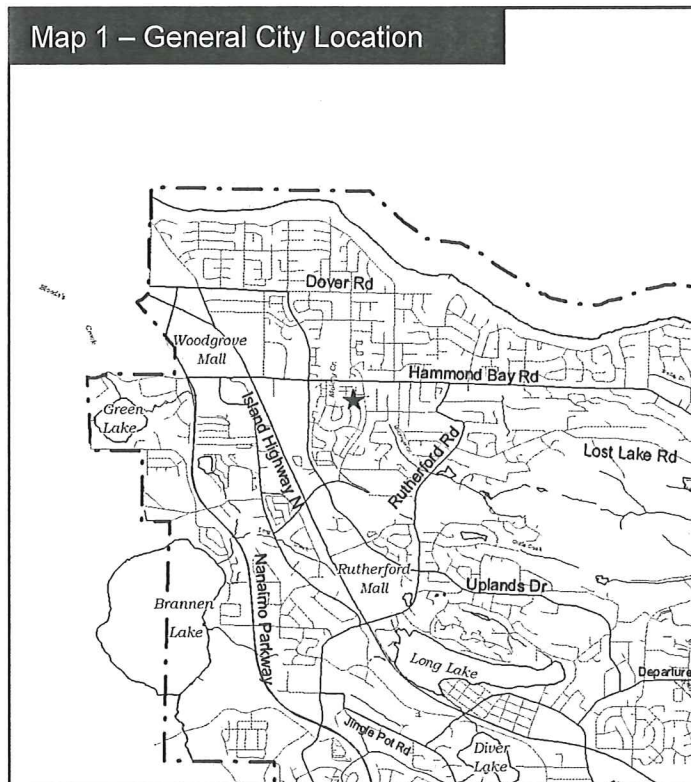 Map 1 – General City Location
Dover Rd
Woodgrove
Mall
Creek
Hammond Bay Rd
Green
Lake
Island Highway N
Rutherford Rd
Lost Lake Rd
Nanaimo Parkway
Rutherford
Mall
Uplands Dr
Brannen
Lake
Long Lake
Departure
Jingle Pot Rd
Diver
Lake